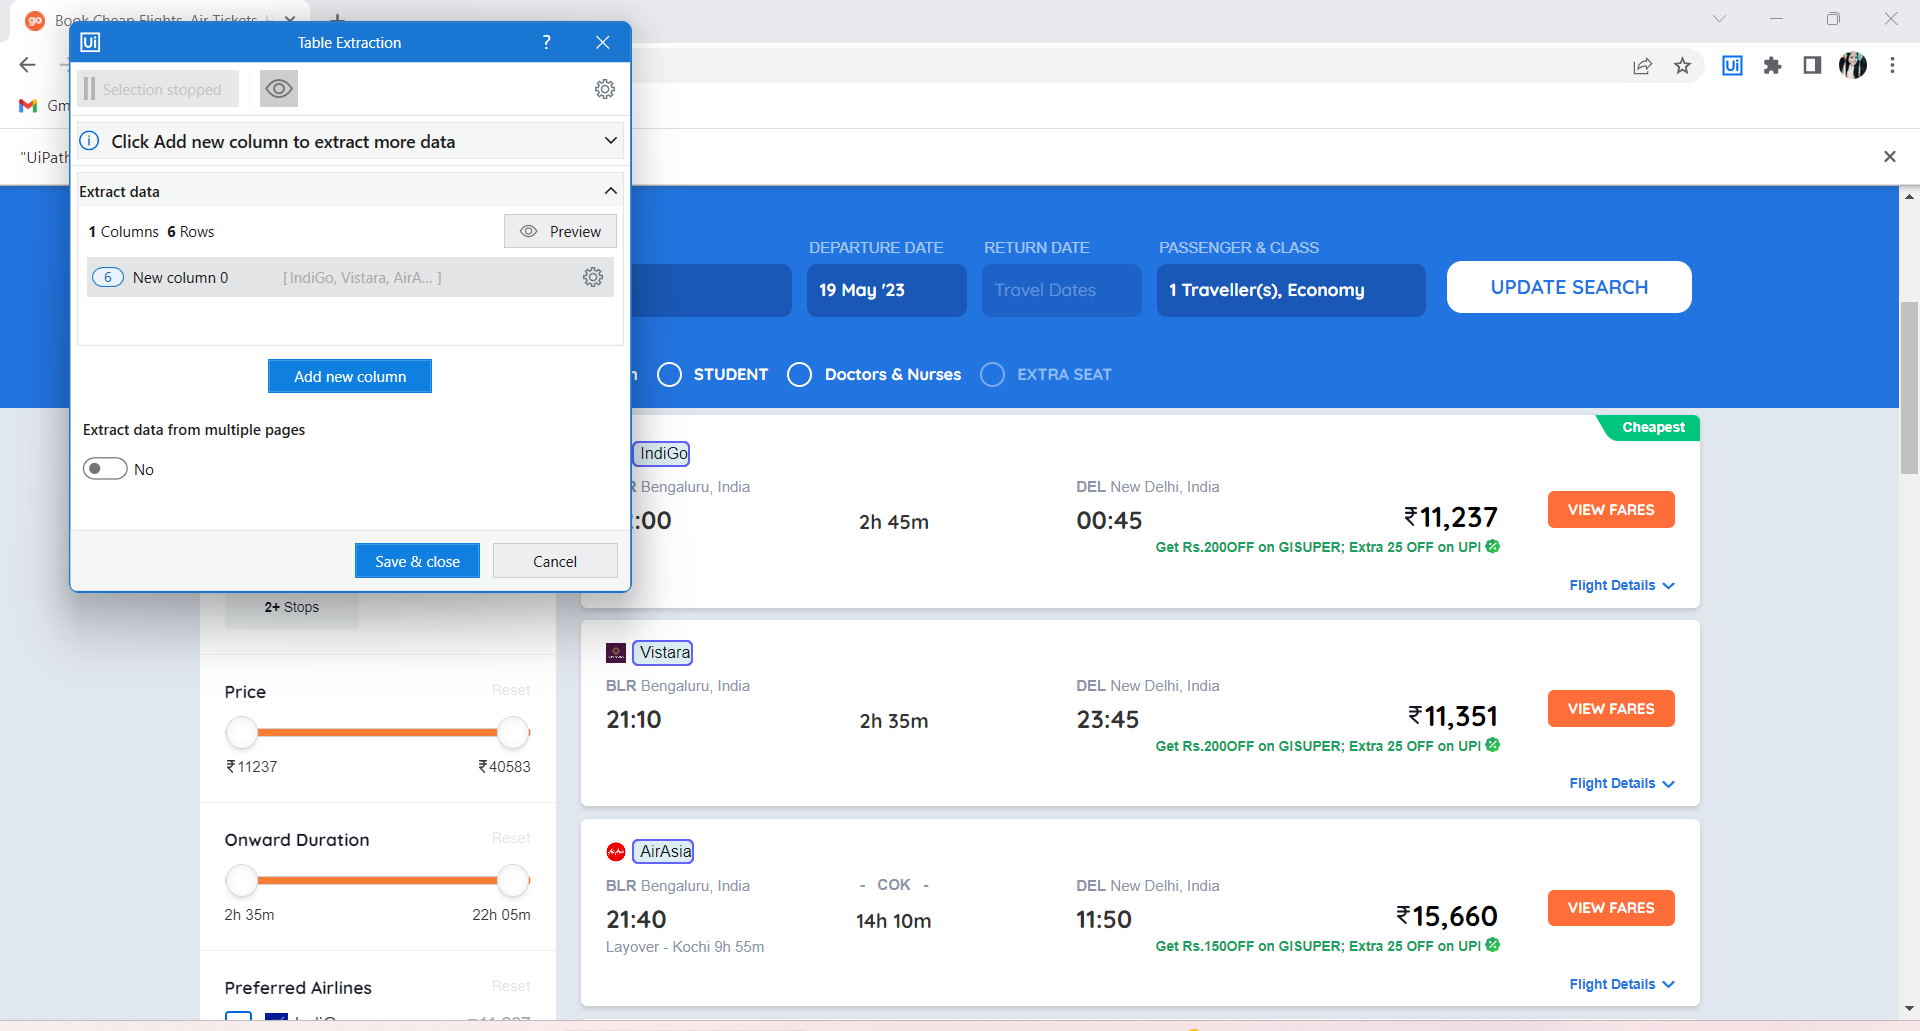 go Book Cheap Flights, Air Tickets
Ui Table Extraction ?
Selection stopped
Ui
Gm
Click Add new column to extract more data
"UiPath
Extract data
1 Columns 6 Rows
Preview
6 New column 0 [ IndiGo, Vistara, AirA... ]
Add new column
Extract data from multiple pages
No
Save & close
Cancel
DEPARTURE DATE
RETURN DATE
PASSENGER & CLASS
19 May '23
Travel Dates
1 Traveller(s), Economy
UPDATE SEARCH
STUDENT
Doctors & Nurses
EXTRA SEAT
2+ Stops
Price Reset
₹11237 ₹40583
Onward Duration Reset
2h 35m 22h 05m
Preferred Airlines Reset
Cheapest
IndiGo
Bengaluru, India
DEL New Delhi, India
:00
2h 45m
00:45
₹11,237
VIEW FARES
Get Rs.200OFF on GISUPER; Extra 25 OFF on UPI
Flight Details
Vistara
BLR Bengaluru, India
DEL New Delhi, India
21:10
2h 35m
23:45
₹11,351
VIEW FARES
Get Rs.200OFF on GISUPER; Extra 25 OFF on UPI
Flight Details
AirAsia
BLR Bengaluru, India
- COK -
DEL New Delhi, India
21:40
14h 10m
11:50
₹15,660
VIEW FARES
Layover - Kochi 9h 55m
Get Rs.150OFF on GISUPER; Extra 25 OFF on UPI
Flight Details